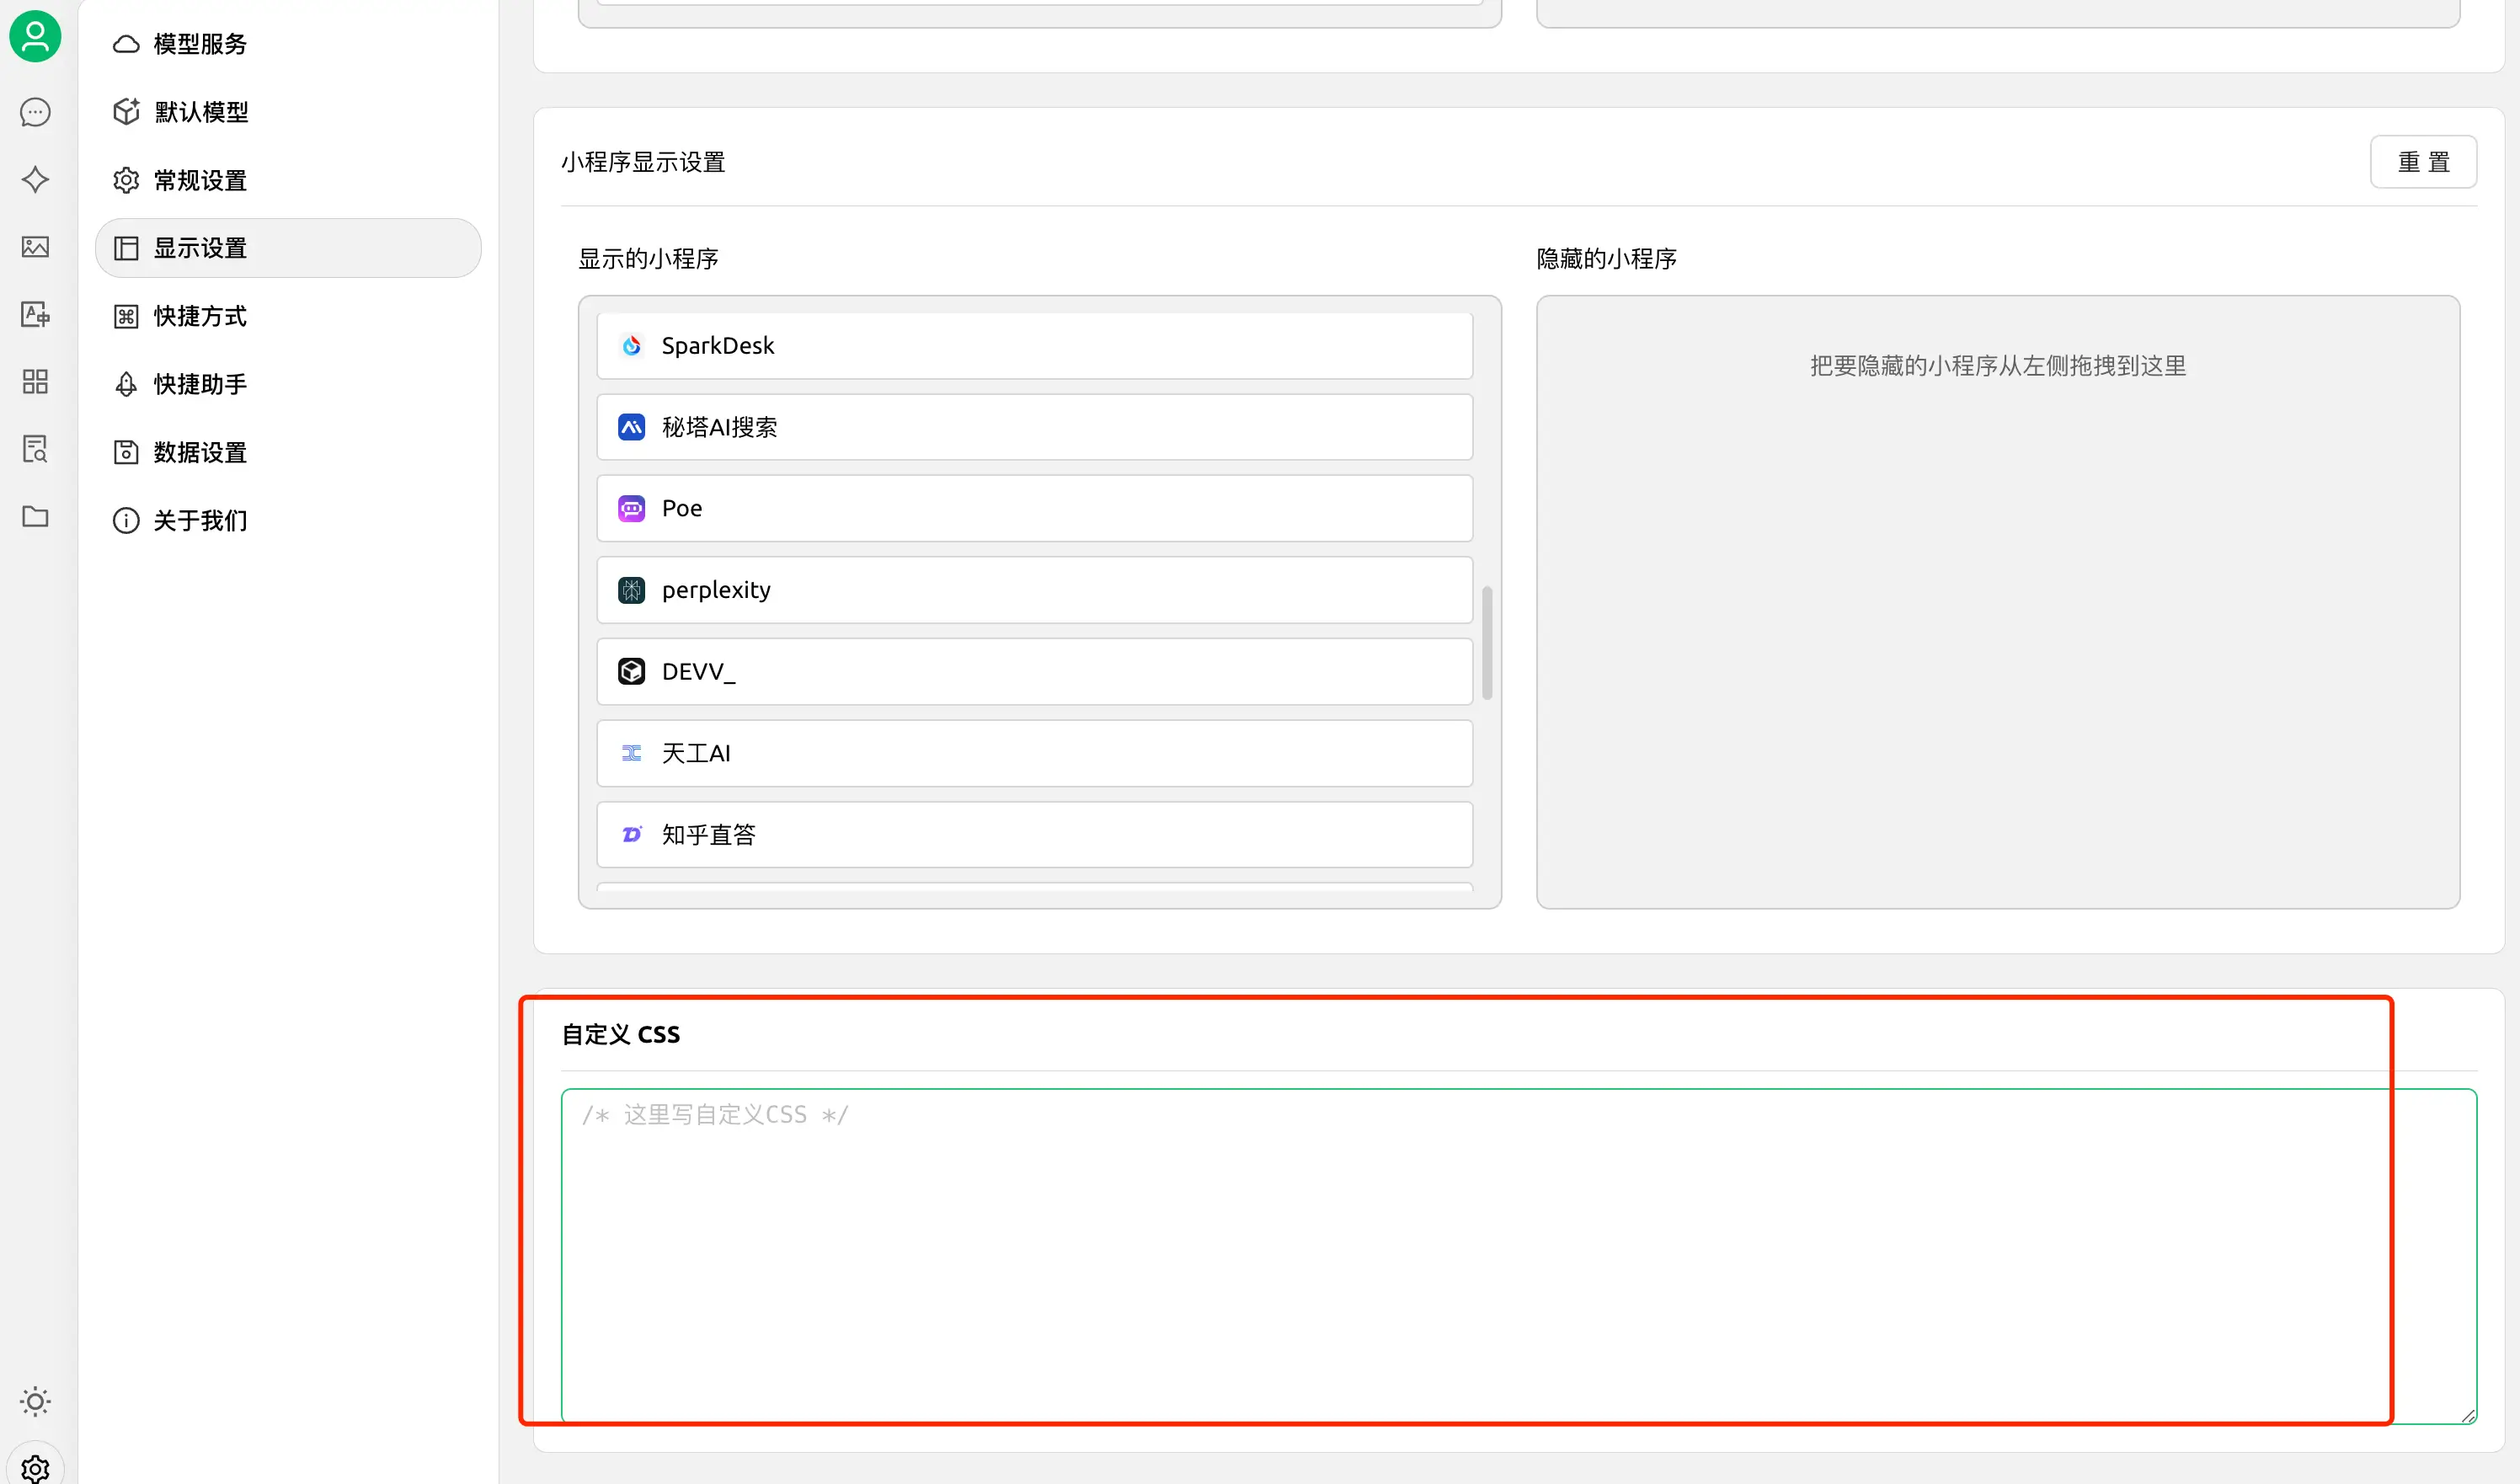 模型服务
默认模型
常规设置
显示设置
快捷方式
快捷助手
数据设置
关于我们
小程序显示设置
重 置
显示的小程序
隐藏的小程序
SparkDesk
秘塔AI搜索
Poe
perplexity
DEVV_
天工AI
知乎直答
把要隐藏的小程序从左侧拖拽到这里
自定义 CSS
/* 这里写自定义CSS */